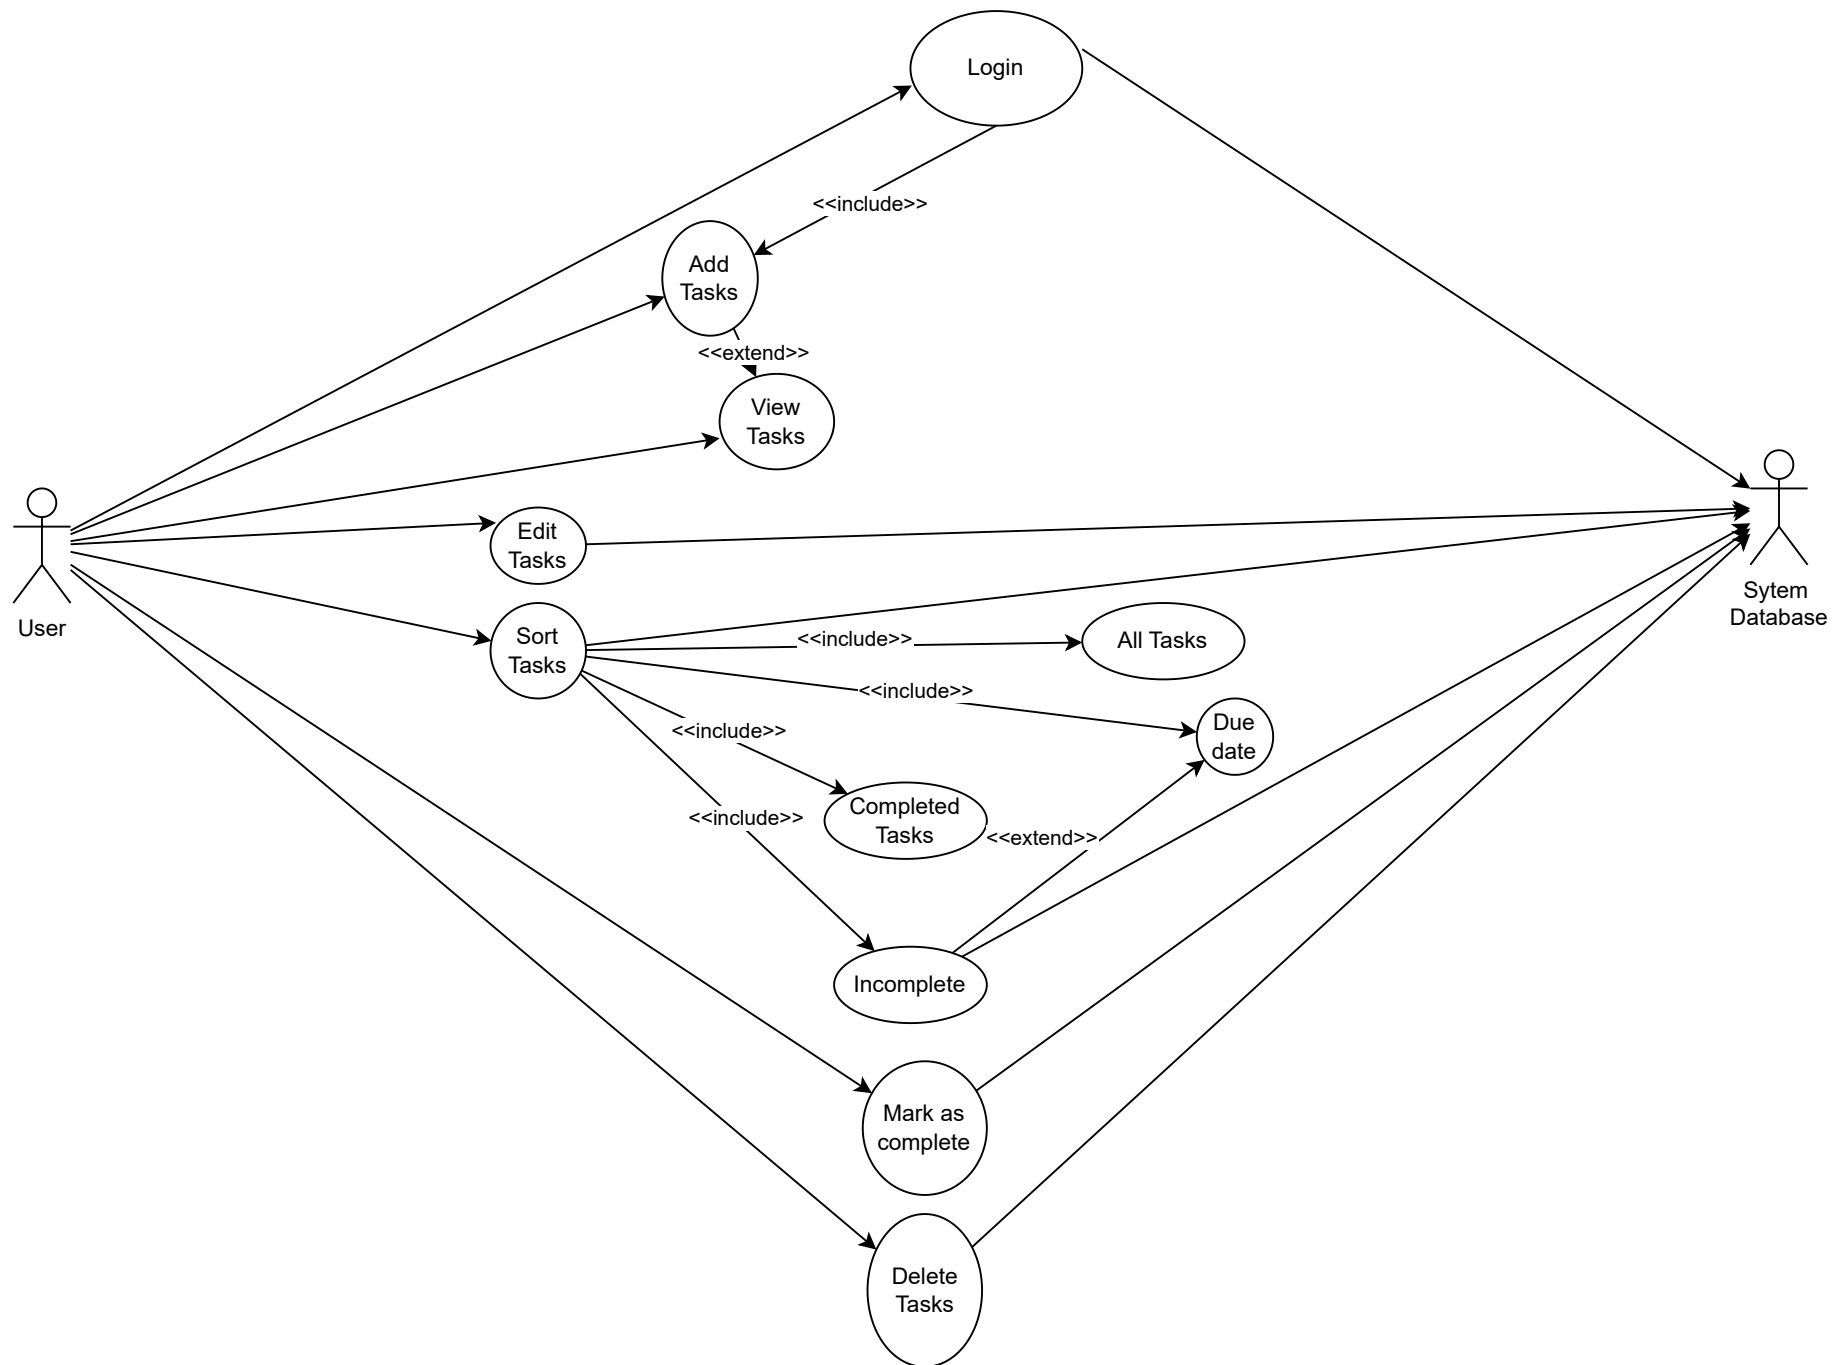 Login
<<include>>
Add
Tasks
<<extend>>
View
Tasks
Edit
Tasks
User
Sytem
Database
Sort
Tasks
<<include>>
All Tasks
<<include>>
Due
date
<<include>>
Completed
Tasks
<<include>>
<<extend>>
Incomplete
Mark as
complete
Delete
Tasks